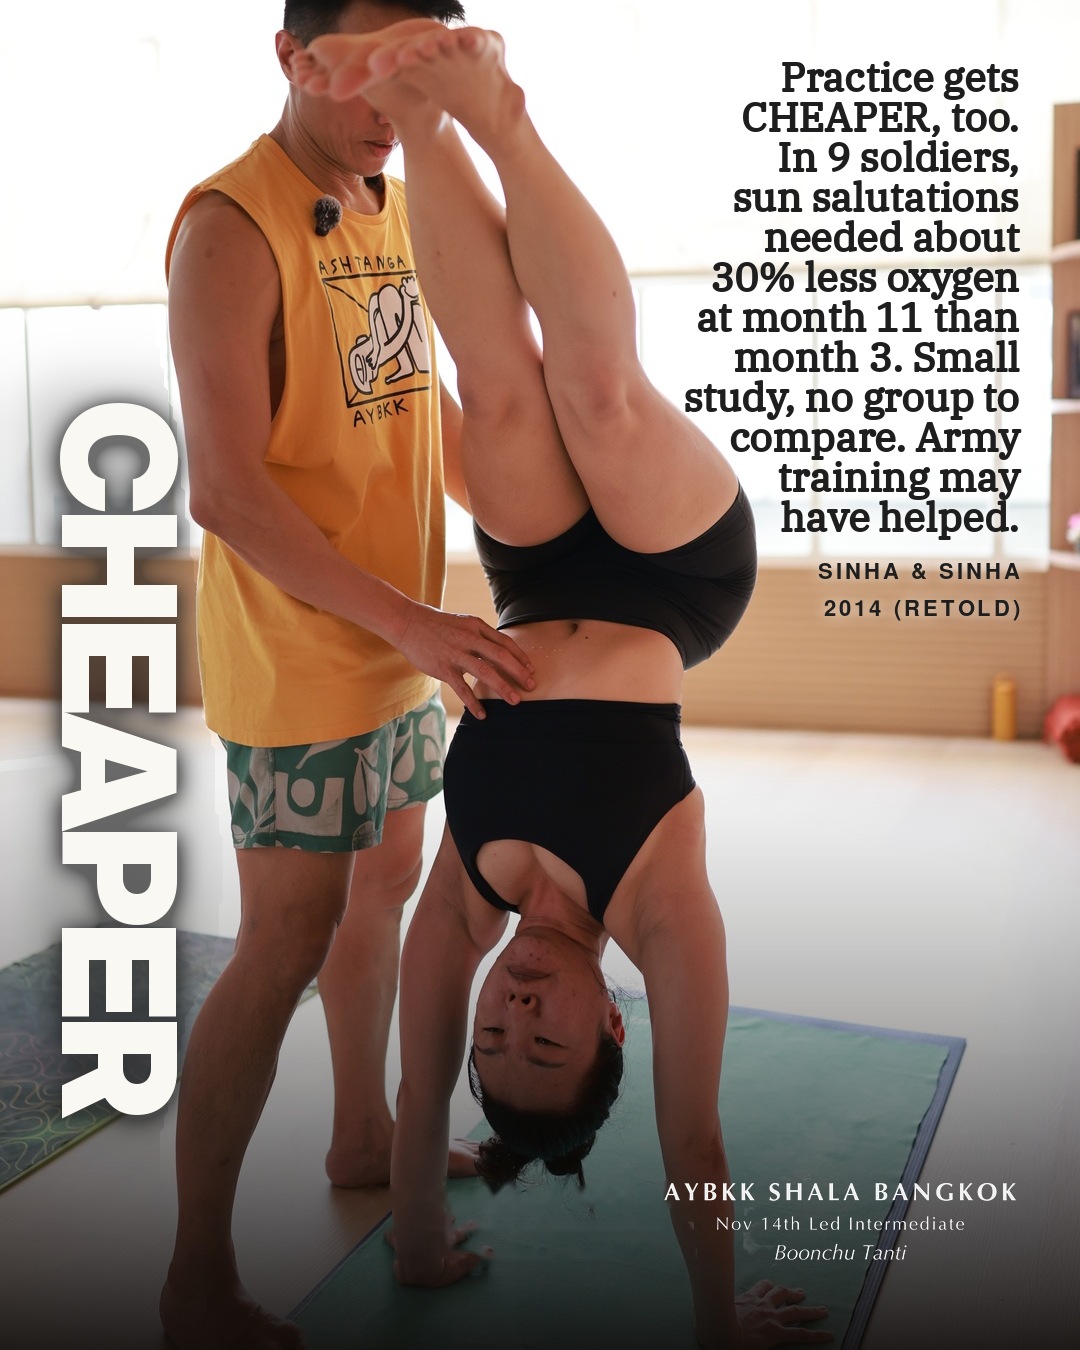 Practice gets
CHEAPER, too.
In 9 soldiers,
sun salutations
needed about
30% less oxygen
at month 11 than
month 3. Small
study, no group to
compare. Army
training may
have helped.
SINHA & SINHA
2014 (RETOLD)
ASHTANGA
AYBKK
CHEAPER
AYBKK SHALA BANGKOK
Nov 14th Led Intermediate
Boonchu Tanti